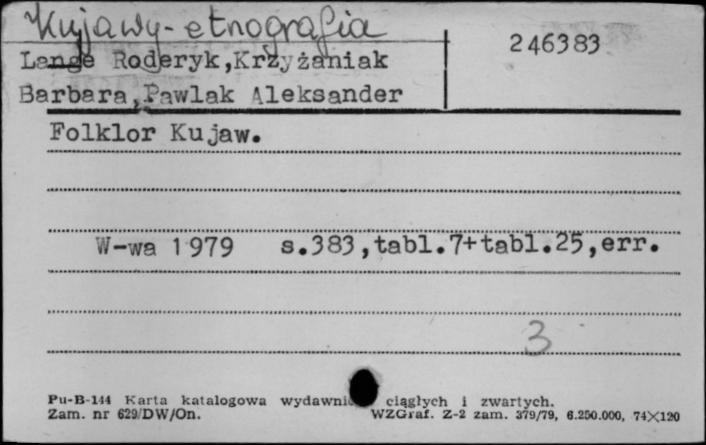 Kujawy-etnografia
246383
Lange Roderyk,Krzyżaniak
Barbara,Pawlak Aleksander
Folklor Kujaw.
W-wa 1979 s.383,tabl.7+tabl.25,err.
3
Pu-B-144 Karta katalogowa ciągłych i zwartych.
Zam. nr 629/DW/On. WZGraf. Z-2 zam. 379/79, 6.250.000, 74×120